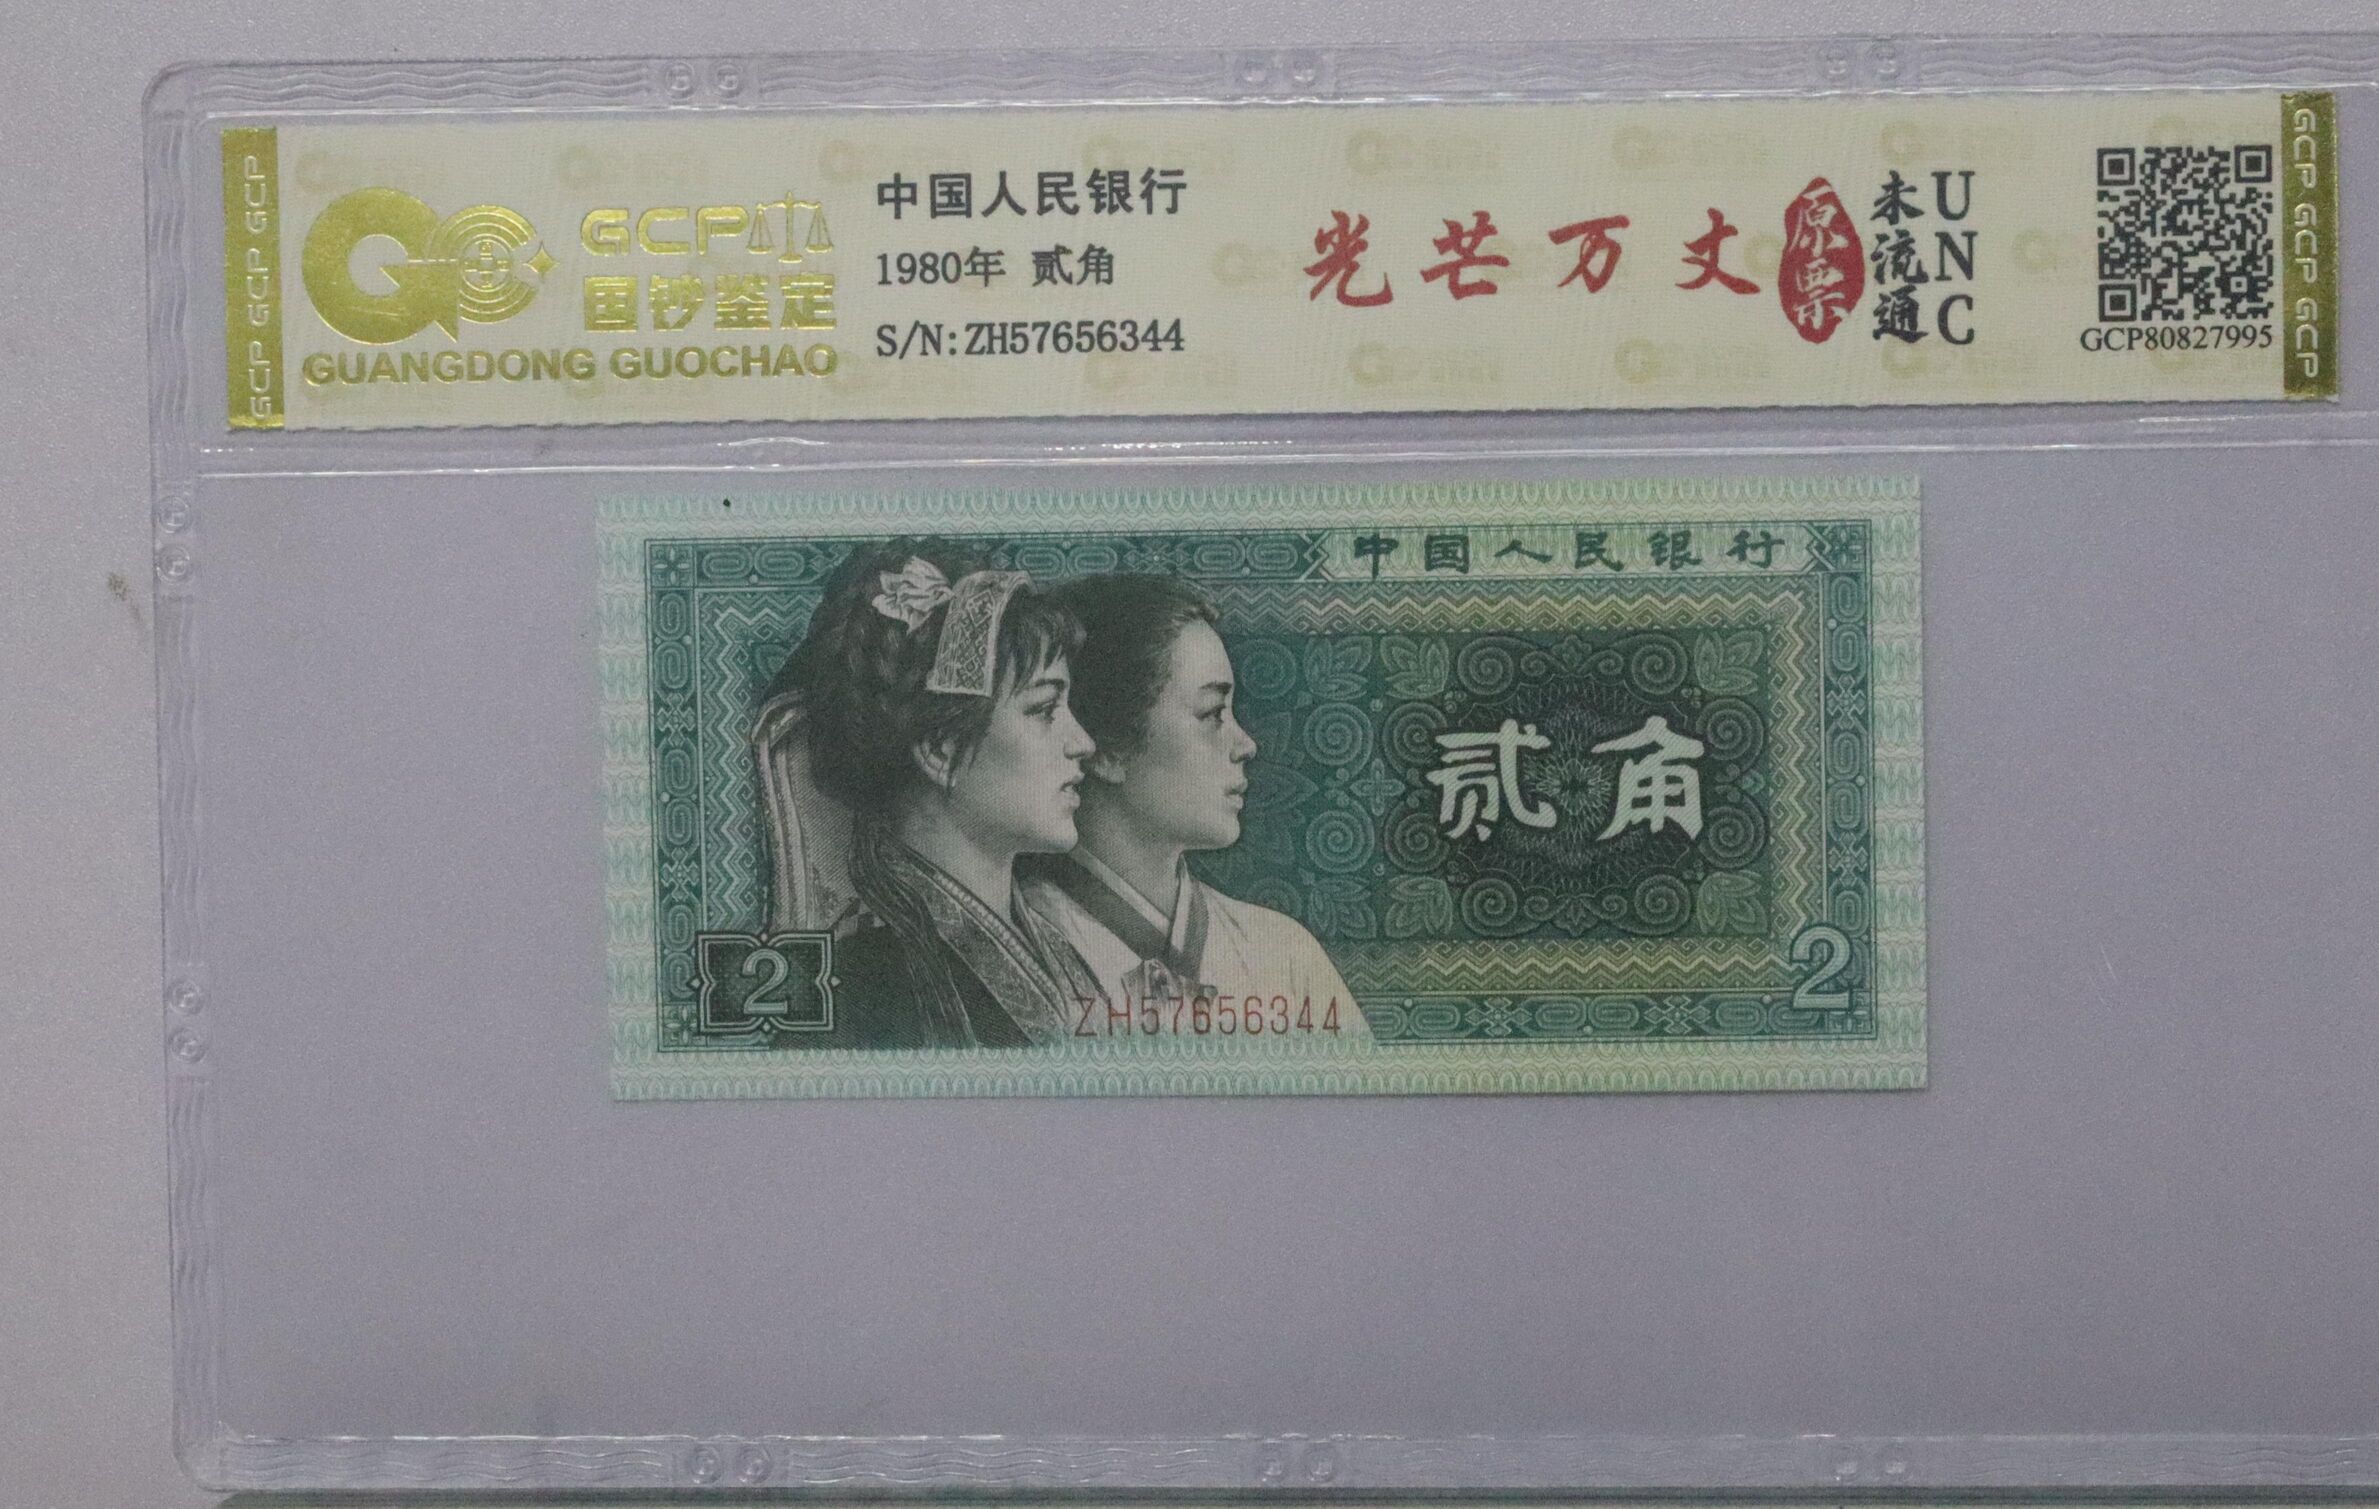 GCP GCP GCP
GCP
国钞鉴定
GUANGDONG GUOCHAO
中国人民银行
1980年 贰角
S/N:ZH57656344
光芒万丈
原票
未流通
UNC
GCP80827995
GCP GCP GCP
中国人民银行
贰角
2
2
ZH57656344